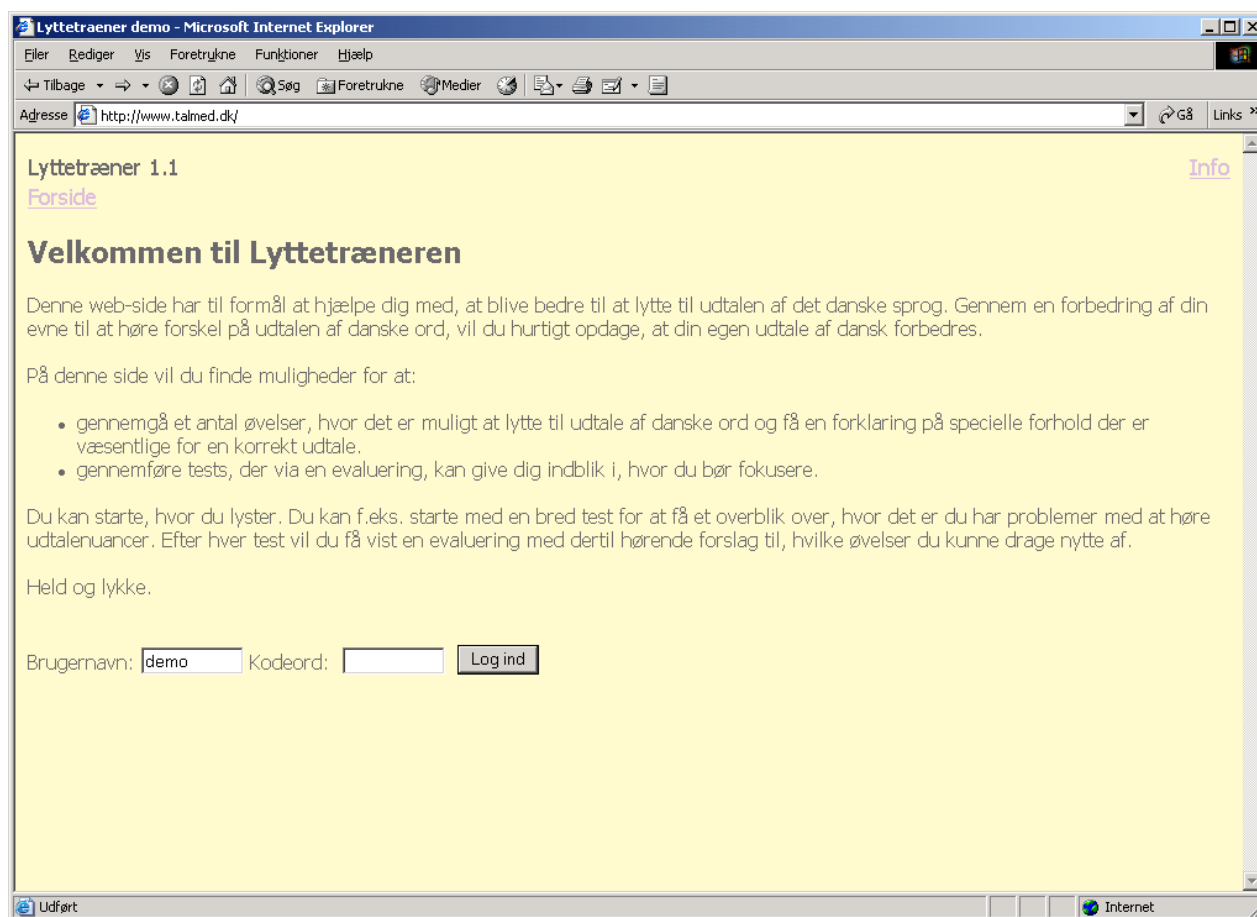 Lyttetraener demo - Microsoft Internet Explorer
Filer Rediger Vis Foretrukne Funktioner Hjælp
Tilbage Søg Foretrukne Medier
Adresse http://www.talmed.dk/ Gå Links »
Lyttetræner 1.1 Info
Forside
Velkommen til Lyttetræneren
Denne web-side har til formål at hjælpe dig med, at blive bedre til at lytte til udtalen af det danske sprog. Gennem en forbedring af din
evne til at høre forskel på udtalen af danske ord, vil du hurtigt opdage, at din egen udtale af dansk forbedres.
På denne side vil du finde muligheder for at:
• gennemgå et antal øvelser, hvor det er muligt at lytte til udtale af danske ord og få en forklaring på specielle forhold der er
væsentlige for en korrekt udtale.
• gennemføre tests, der via en evaluering, kan give dig indblik i, hvor du bør fokusere.
Du kan starte, hvor du lyster. Du kan f.eks. starte med en bred test for at få et overblik over, hvor det er du har problemer med at høre
udtalenuancer. Efter hver test vil du få vist en evaluering med dertil hørende forslag til, hvilke øvelser du kunne drage nytte af.
Held og lykke.
Brugernavn: demo Kodeord: Log ind
Udført Internet